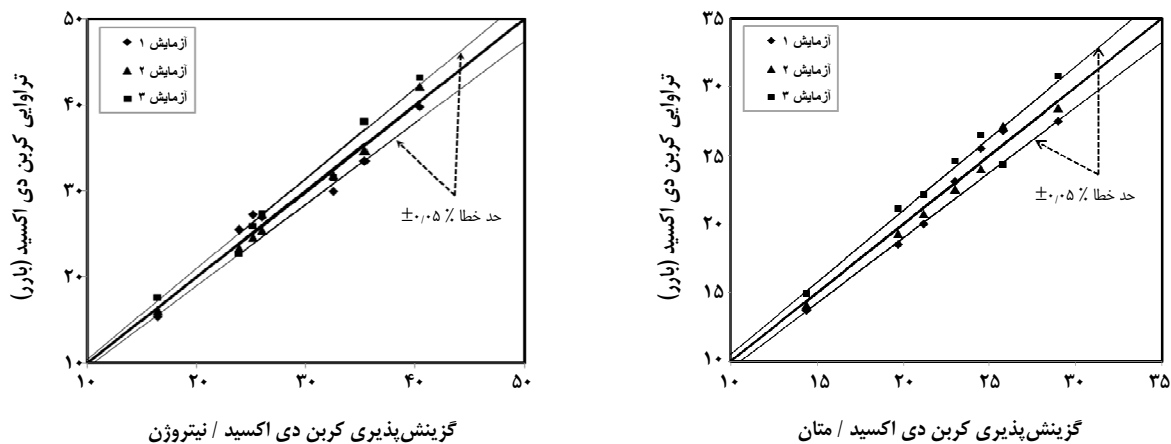 تراوایی کربن دی اکسید (بارر)
۵۰
۴۰
۳۰
۲۰
۱۰
آزمایش ۱
آزمایش ۲
آزمایش ۳
حد خطا ٪ ۰٫۰۵±
۱۰ ۲۰ ۳۰ ۴۰ ۵۰
گزینش‌پذیری کربن دی اکسید / نیتروژن
تراوایی کربن دی اکسید (بارر)
۳۵
۳۰
۲۵
۲۰
۱۵
۱۰
آزمایش ۱
آزمایش ۲
آزمایش ۳
حد خطا ٪ ۰٫۰۵±
۱۰ ۱۵ ۲۰ ۲۵ ۳۰ ۳۵
گزینش‌پذیری کربن دی اکسید / متان